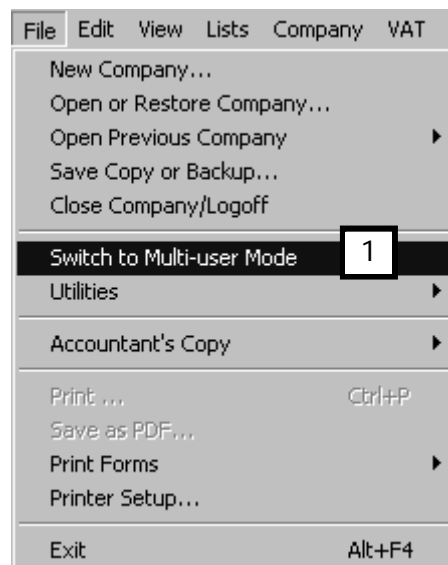 File Edit View Lists Company VAT
New Company...
Open or Restore Company...
Open Previous Company
Save Copy or Backup...
Close Company/Logoff
Switch to Multi-user Mode 1
Utilities
Accountant's Copy
Print ... Ctrl+P
Save as PDF...
Print Forms
Printer Setup...
Exit Alt+F4